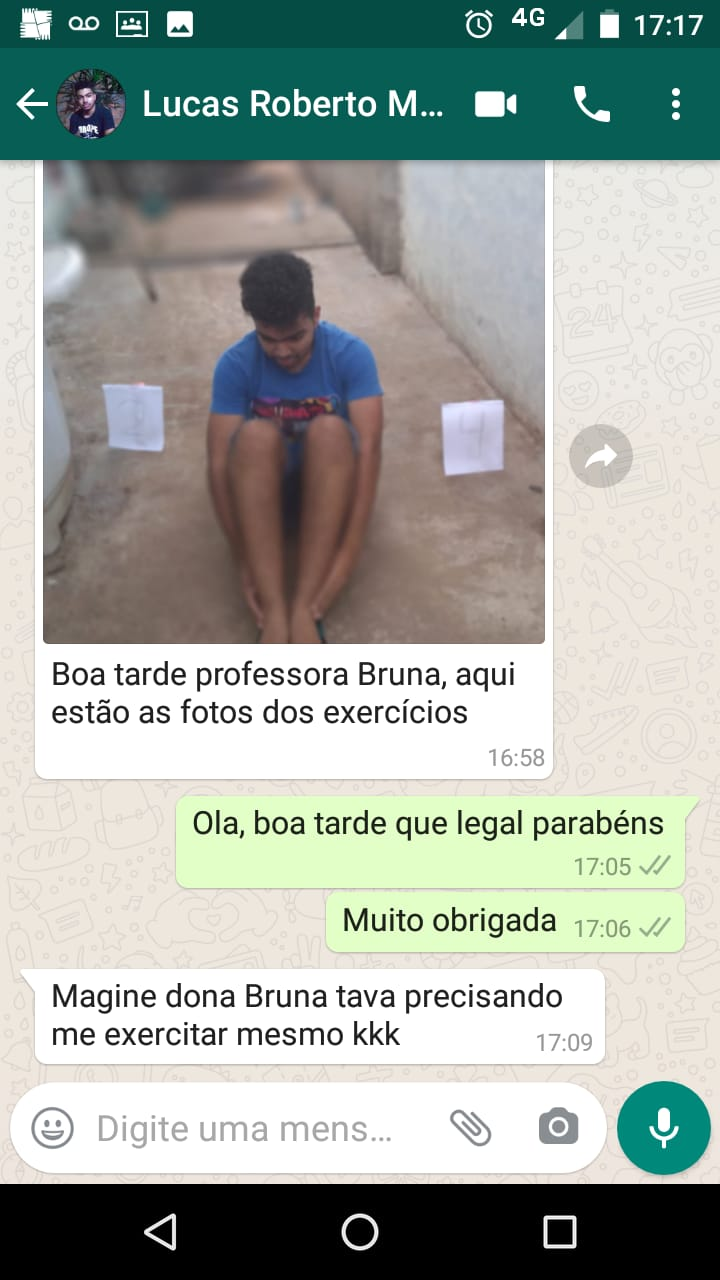 4G 17:17
Lucas Roberto M...
Boa tarde professora Bruna, aqui
estão as fotos dos exercícios
16:58
Ola, boa tarde que legal parabéns
17:05
Muito obrigada 17:06
Magine dona Bruna tava precisando
me exercitar mesmo kkk 17:09
Digite uma mens...